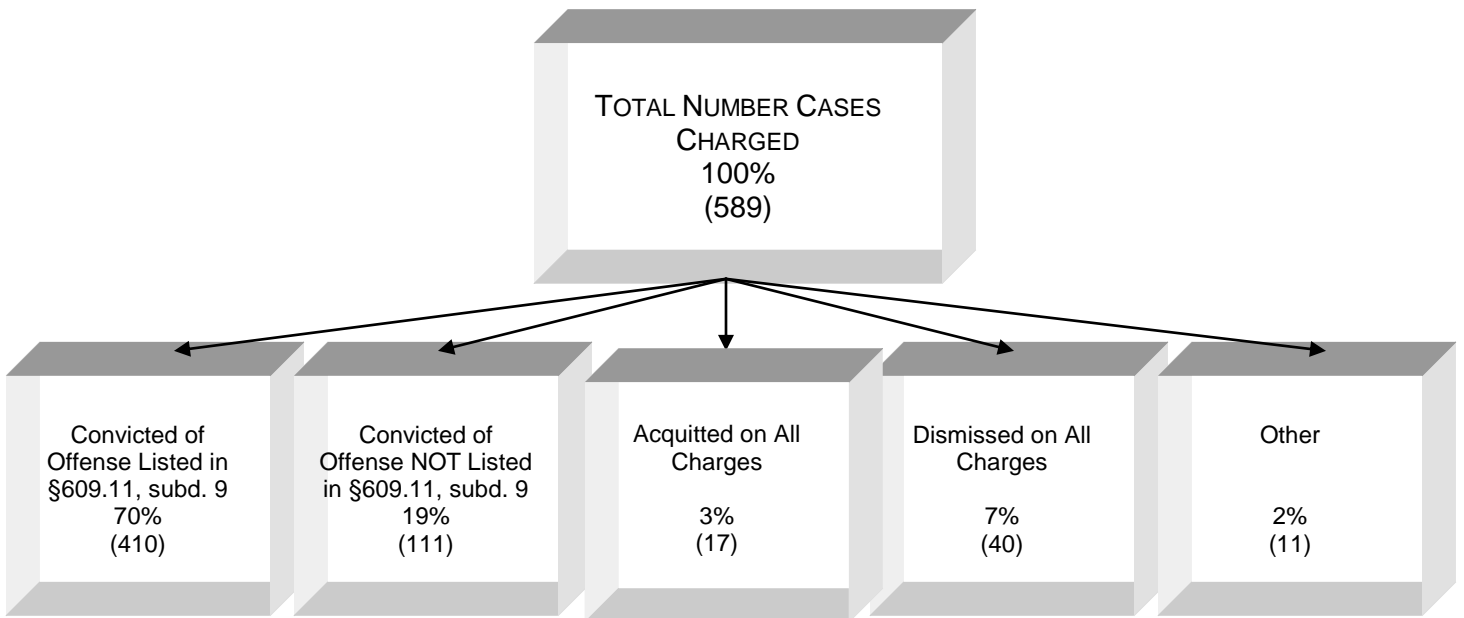 TOTAL NUMBER CASES
CHARGED
100%
(589)
Convicted of
Offense Listed in
§609.11, subd. 9
70%
(410)
Convicted of
Offense NOT Listed
in §609.11, subd. 9
19%
(111)
Acquitted on All
Charges
3%
(17)
Dismissed on All
Charges
7%
(40)
Other
2%
(11)